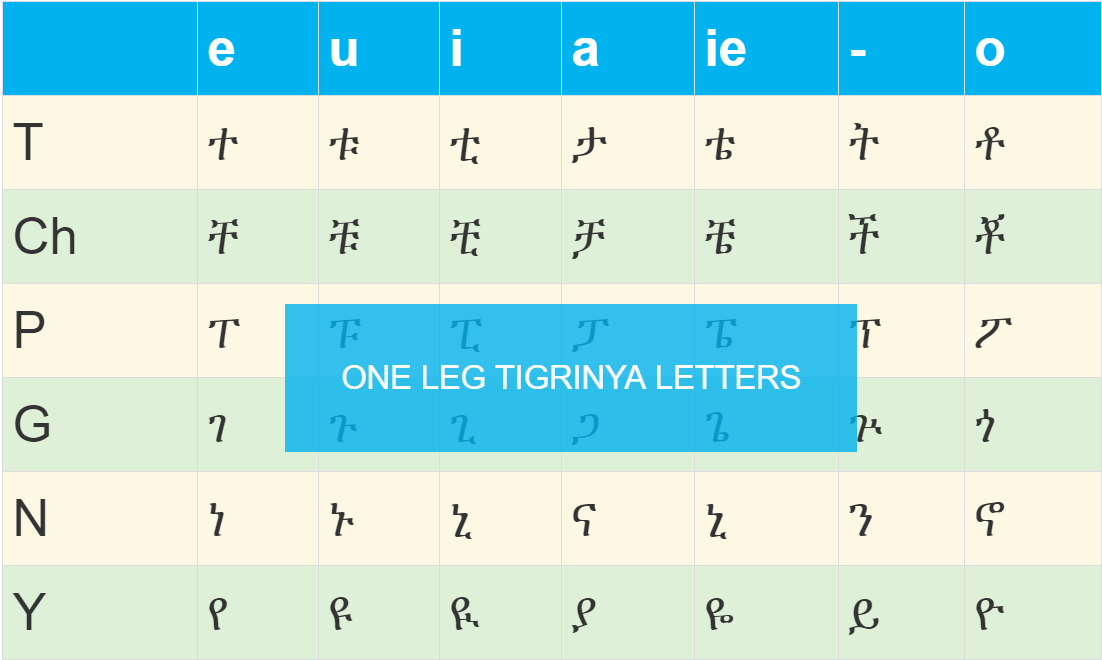 e u i a ie - o
T ተ ቱ ቲ ታ ቴ ት ቶ
Ch ቸ ቹ ቺ ቻ ቼ ች ቾ
P ፐ ፑ ፒ ፓ ፔ ፕ ፖ
ONE LEG TIGRINYA LETTERS
G ገ ጉ ጊ ጋ ጌ ጕ ጎ
N ነ ኑ ኒ ና ኒ ን ኖ
Y የ ዩ ዪ ያ ዬ ይ ዮ